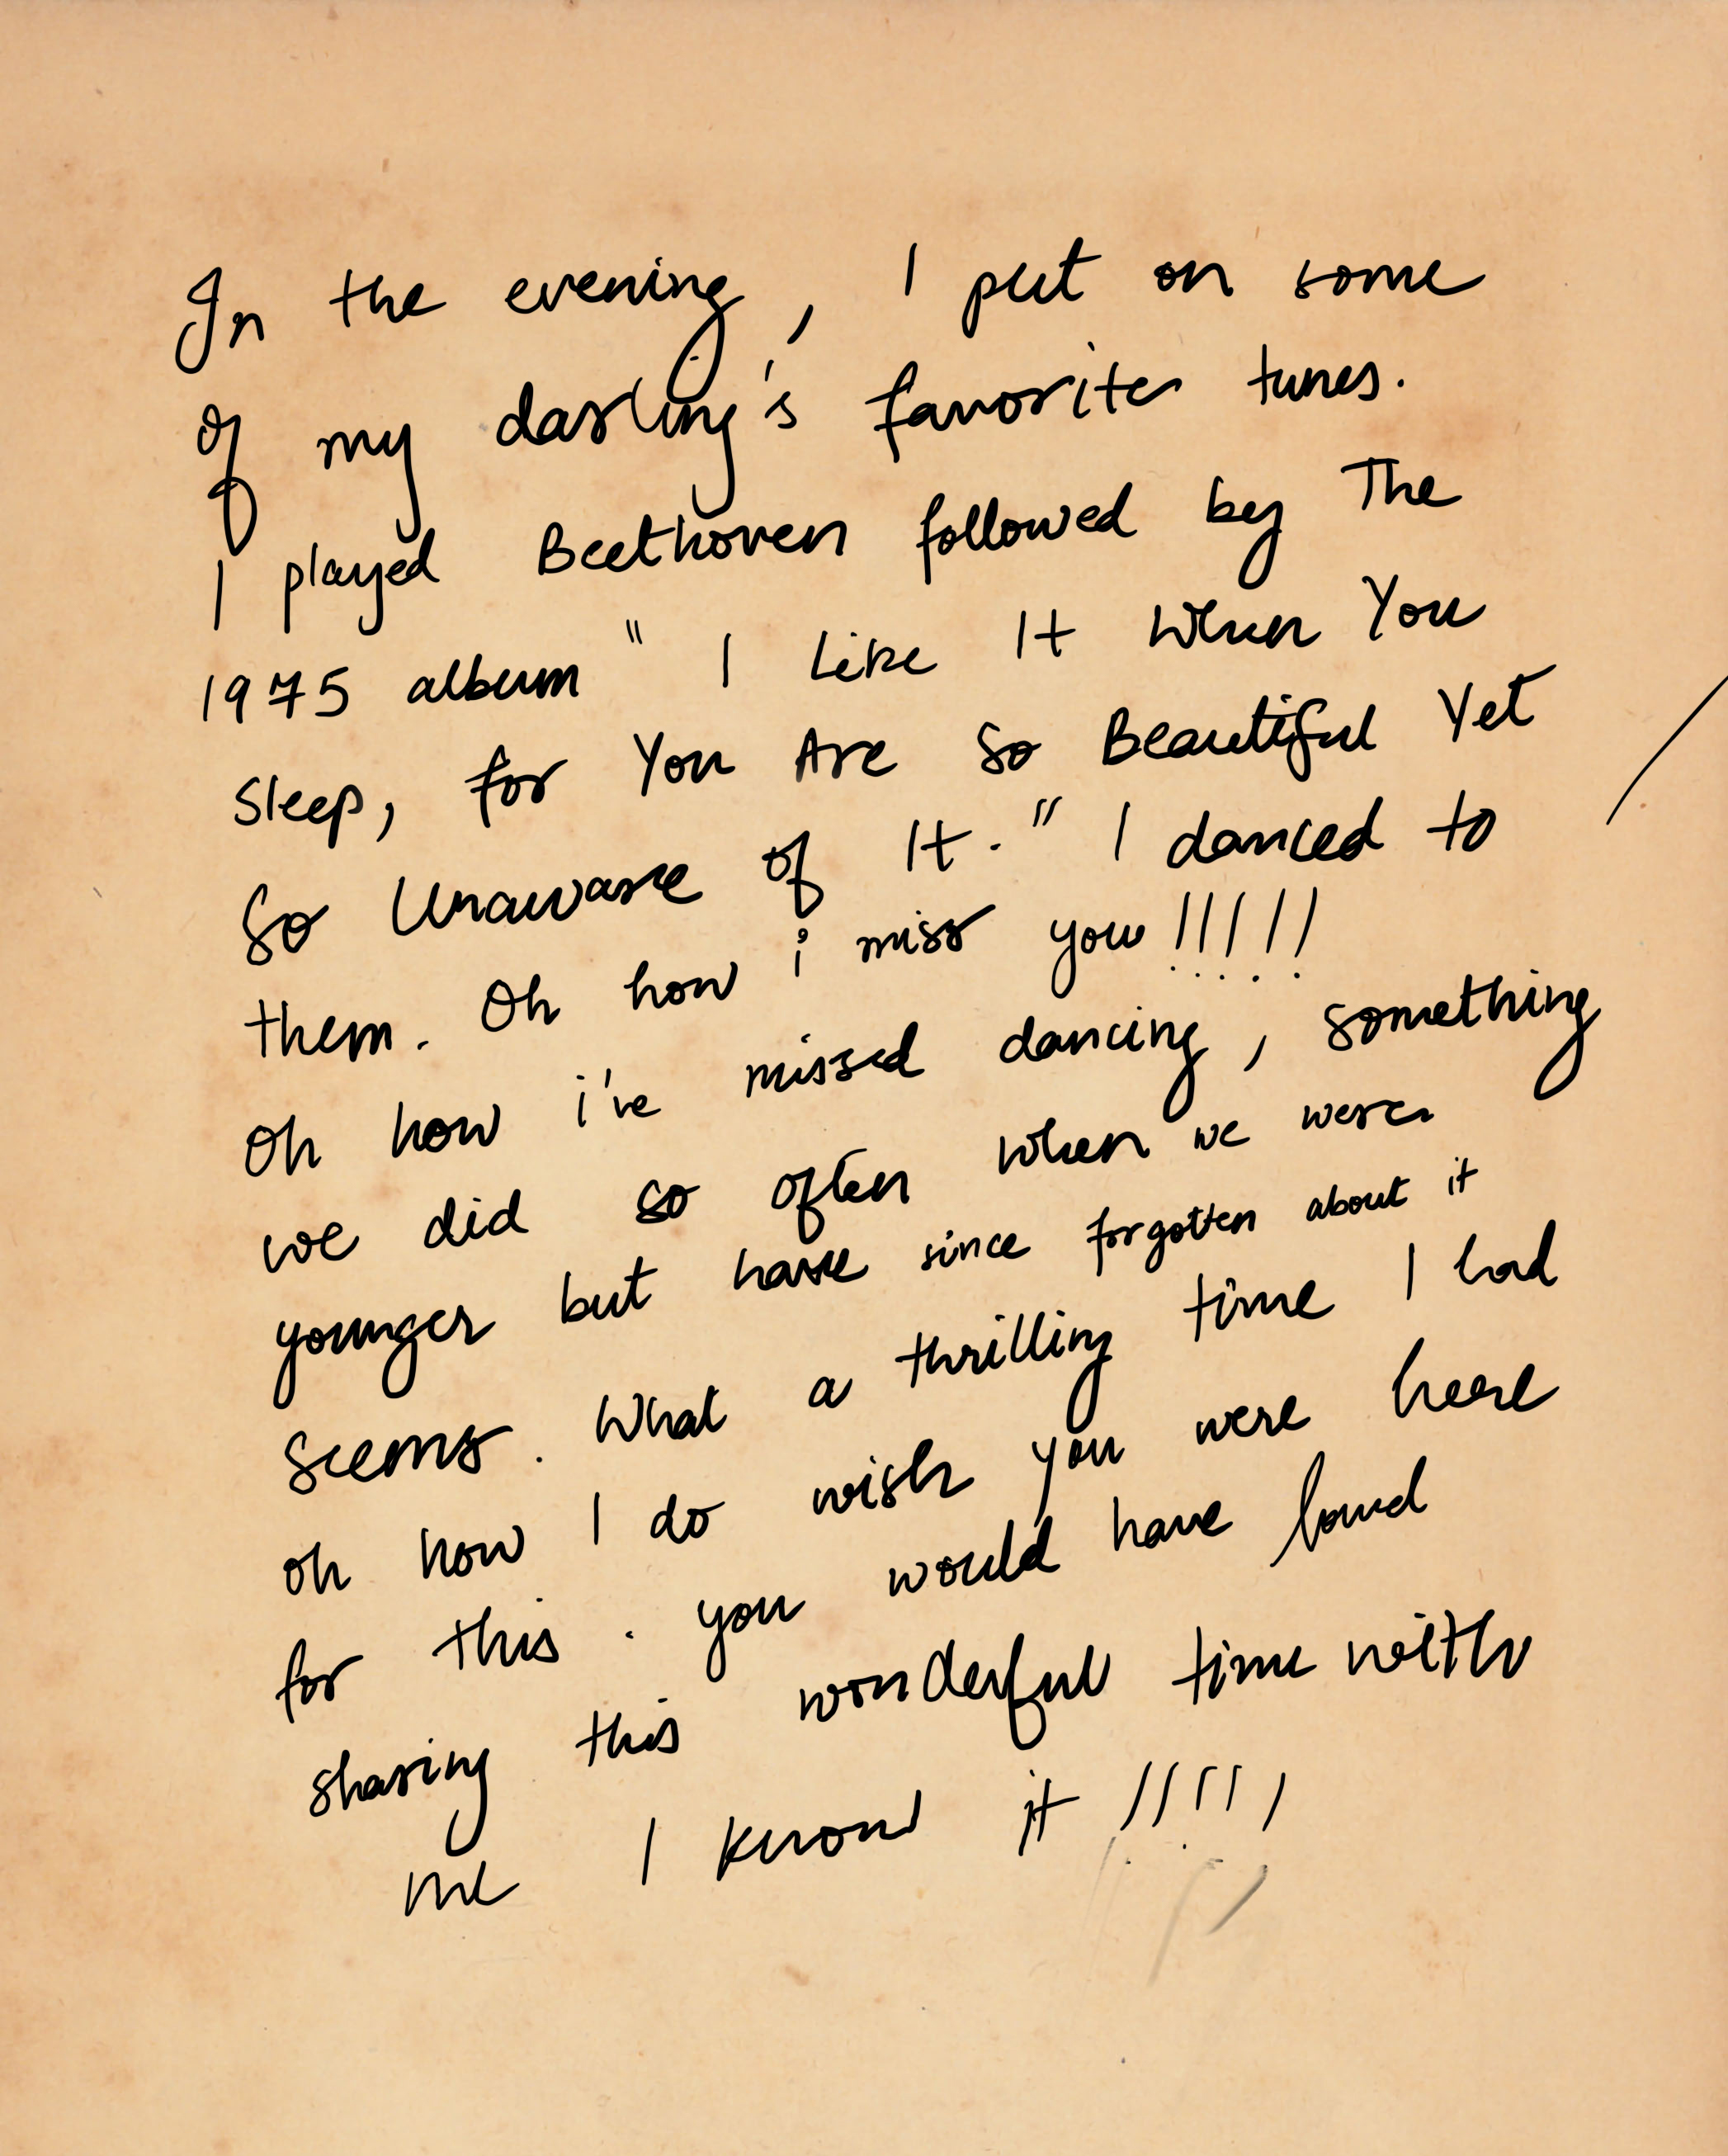 In the evening, I put on some
of my darling's favorite tunes.
I played Beethoven followed by The
1975 album " I Like It When You
Sleep, for You Are So Beautiful Yet
So Unaware of It." I danced to
them. Oh how i miss you!!!!!
Oh how i've missed dancing, something
we did so often when we were
younger but have since forgotten about it
seems. What a thrilling time I had
oh how I do wish you were here
for this. you would have loved
sharing this wonderful time with
me I know it !!!!!